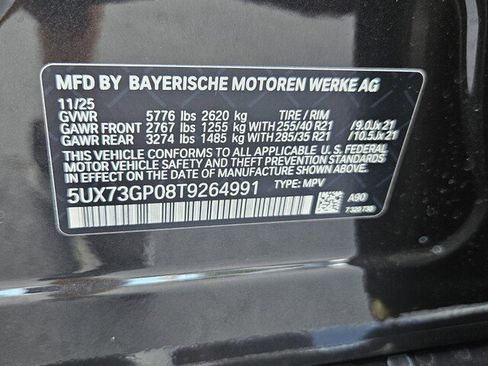 MFD BY BAYERISCHE MOTOREN WERKE AG
11/25
GVWR 5776 lbs 2620 kg TIRE / RIM
GAWR FRONT 2767 lbs 1255 kg WITH 255/40 R21 /9.0Jx21
GAWR REAR 3274 lbs 1485 kg WITH 285/35 R21 /10.5Jx21
THIS VEHICLE CONFORMS TO ALL APPLICABLE U. S. FEDERAL
MOTOR VEHICLE SAFETY AND THEFT PREVENTION STANDARDS
IN EFFECT ON THE DATE OF MANUFACTURE SHOWN ABOVE.
5UX73GP08T9264991 TYPE: MPV
A90